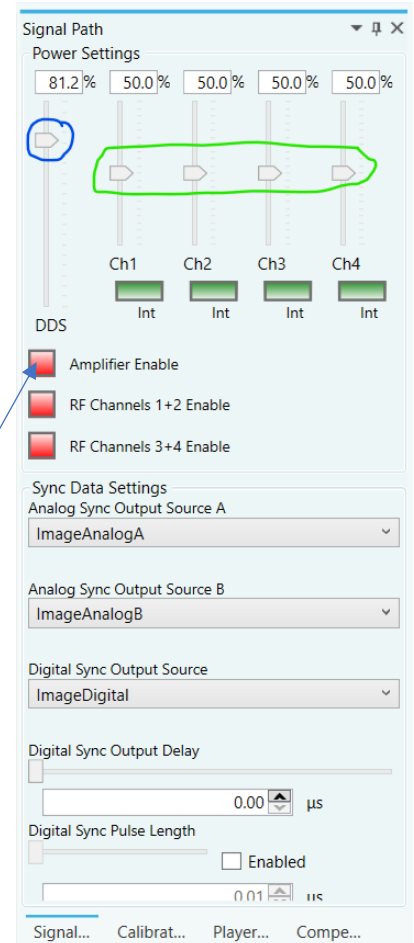 Signal Path
Power Settings
81.2 % 50.0 % 50.0 % 50.0 % 50.0 %
Ch1 Ch2 Ch3 Ch4
Int Int Int Int
DDS
Amplifier Enable
RF Channels 1+2 Enable
RF Channels 3+4 Enable
Sync Data Settings
Analog Sync Output Source A
ImageAnalogA
Analog Sync Output Source B
ImageAnalogB
Digital Sync Output Source
ImageDigital
Digital Sync Output Delay
0.00 µs
Digital Sync Pulse Length
Enabled
0.01 µs
Signal... Calibrat... Player... Compe...